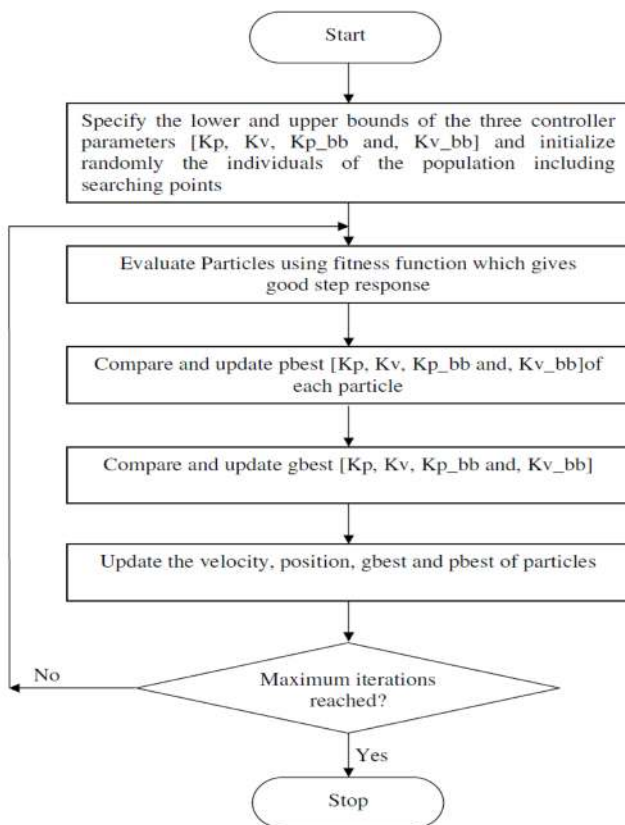 Start
Specify the lower and upper bounds of the three controller
parameters [Kp, Kv, Kp_bb and, Kv_bb] and initialize
randomly the individuals of the population including
searching points
Evaluate Particles using fitness function which gives
good step response
Compare and update pbest [Kp, Kv, Kp_bb and, Kv_bb]of
each particle
Compare and update gbest [Kp, Kv, Kp_bb and, Kv_bb]
Update the velocity, position, gbest and pbest of particles
No
Maximum iterations
reached?
Yes
Stop